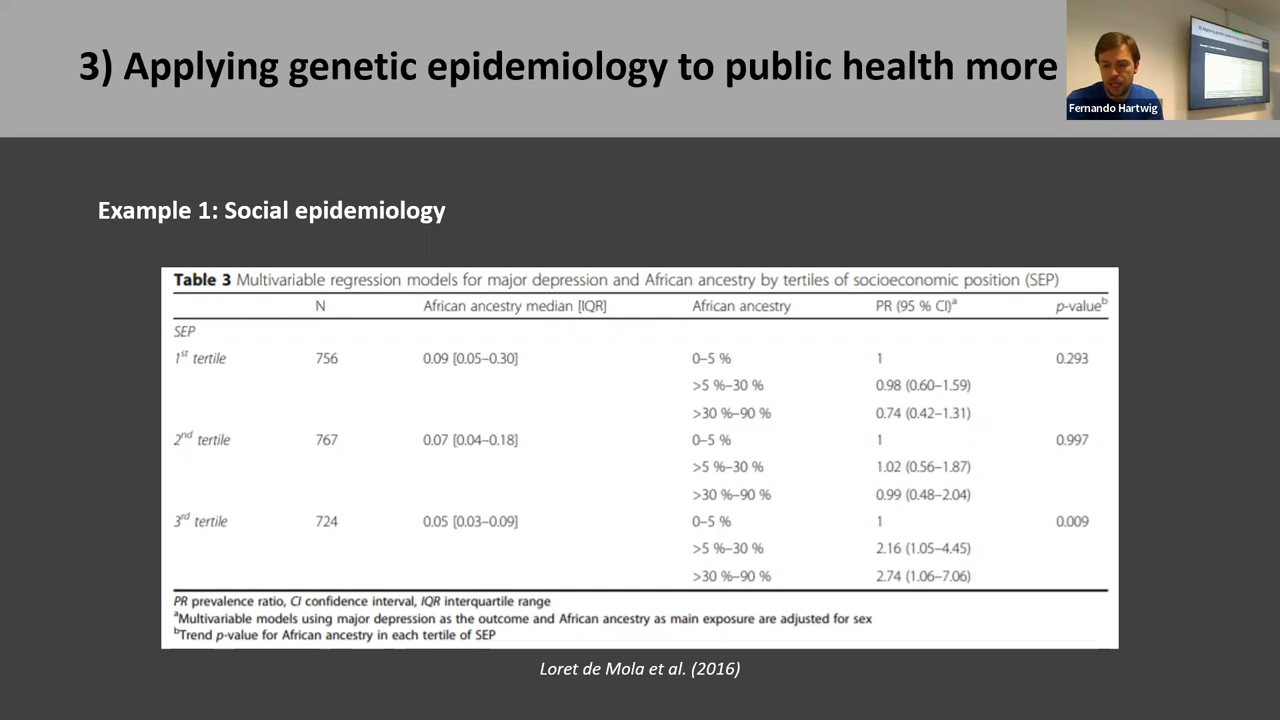 3) Applying genetic epidemiology to public health more
Fernando Hartwig
Example 1: Social epidemiology
Table 3 Multivariable regression models for major depression and African ancestry by tertiles of socioeconomic position (SEP)
N African ancestry median [IQR] African ancestry PR (95 % CI)a p-valueb
SEP
1st tertile 756 0.09 [0.05–0.30] 0–5 % 1 0.293
>5 %–30 % 0.98 (0.60–1.59)
>30 %–90 % 0.74 (0.42–1.31)
2nd tertile 767 0.07 [0.04–0.18] 0–5 % 1 0.997
>5 %–30 % 1.02 (0.56–1.87)
>30 %–90 % 0.99 (0.48–2.04)
3rd tertile 724 0.05 [0.03–0.09] 0–5 % 1 0.009
>5 %–30 % 2.16 (1.05–4.45)
>30 %–90 % 2.74 (1.06–7.06)
PR prevalence ratio, CI confidence interval, IQR interquartile range
aMultivariable models using major depression as the outcome and African ancestry as main exposure are adjusted for sex
bTrend p-value for African ancestry in each tertile of SEP
Loret de Mola et al. (2016)